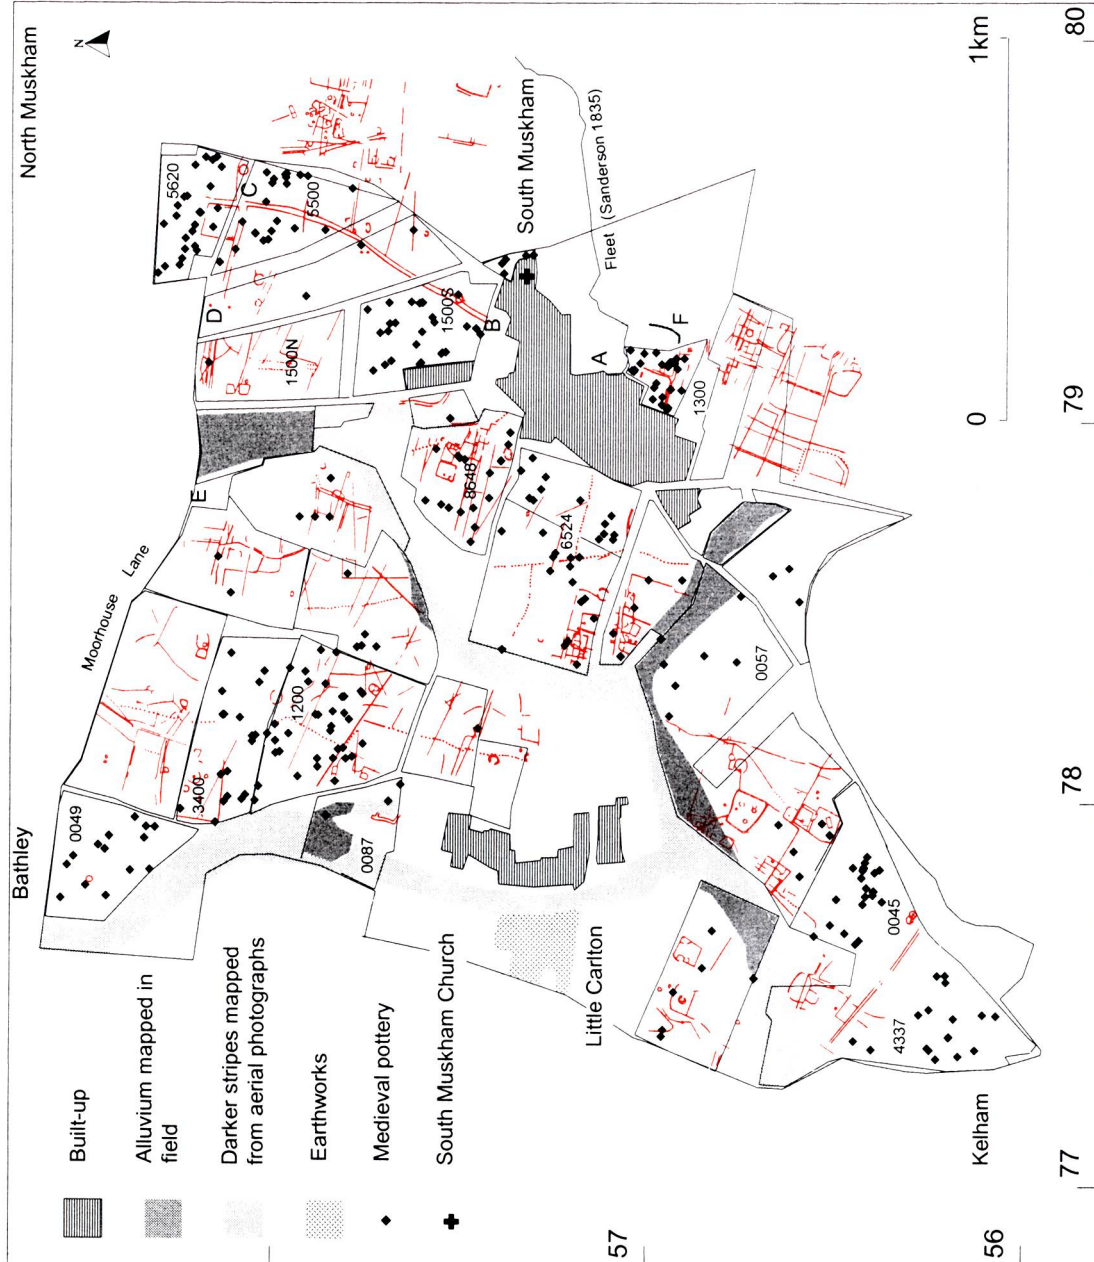 North Muskham
N
Bathley
Moorhouse Lane
5620
C
5500
D
1500N
1500S
B
South Muskham
Fleet (Sanderson 1835)
A
F
1300
E
8648
6524
0057
1200
3400
0049
0087
0045
4337
Little Carlton
Kelham
Built-up
Alluvium mapped in
field
Darker stripes mapped
from aerial photographs
Earthworks
Medieval pottery
South Muskham Church
0
1km
77
78
79
80
57
56